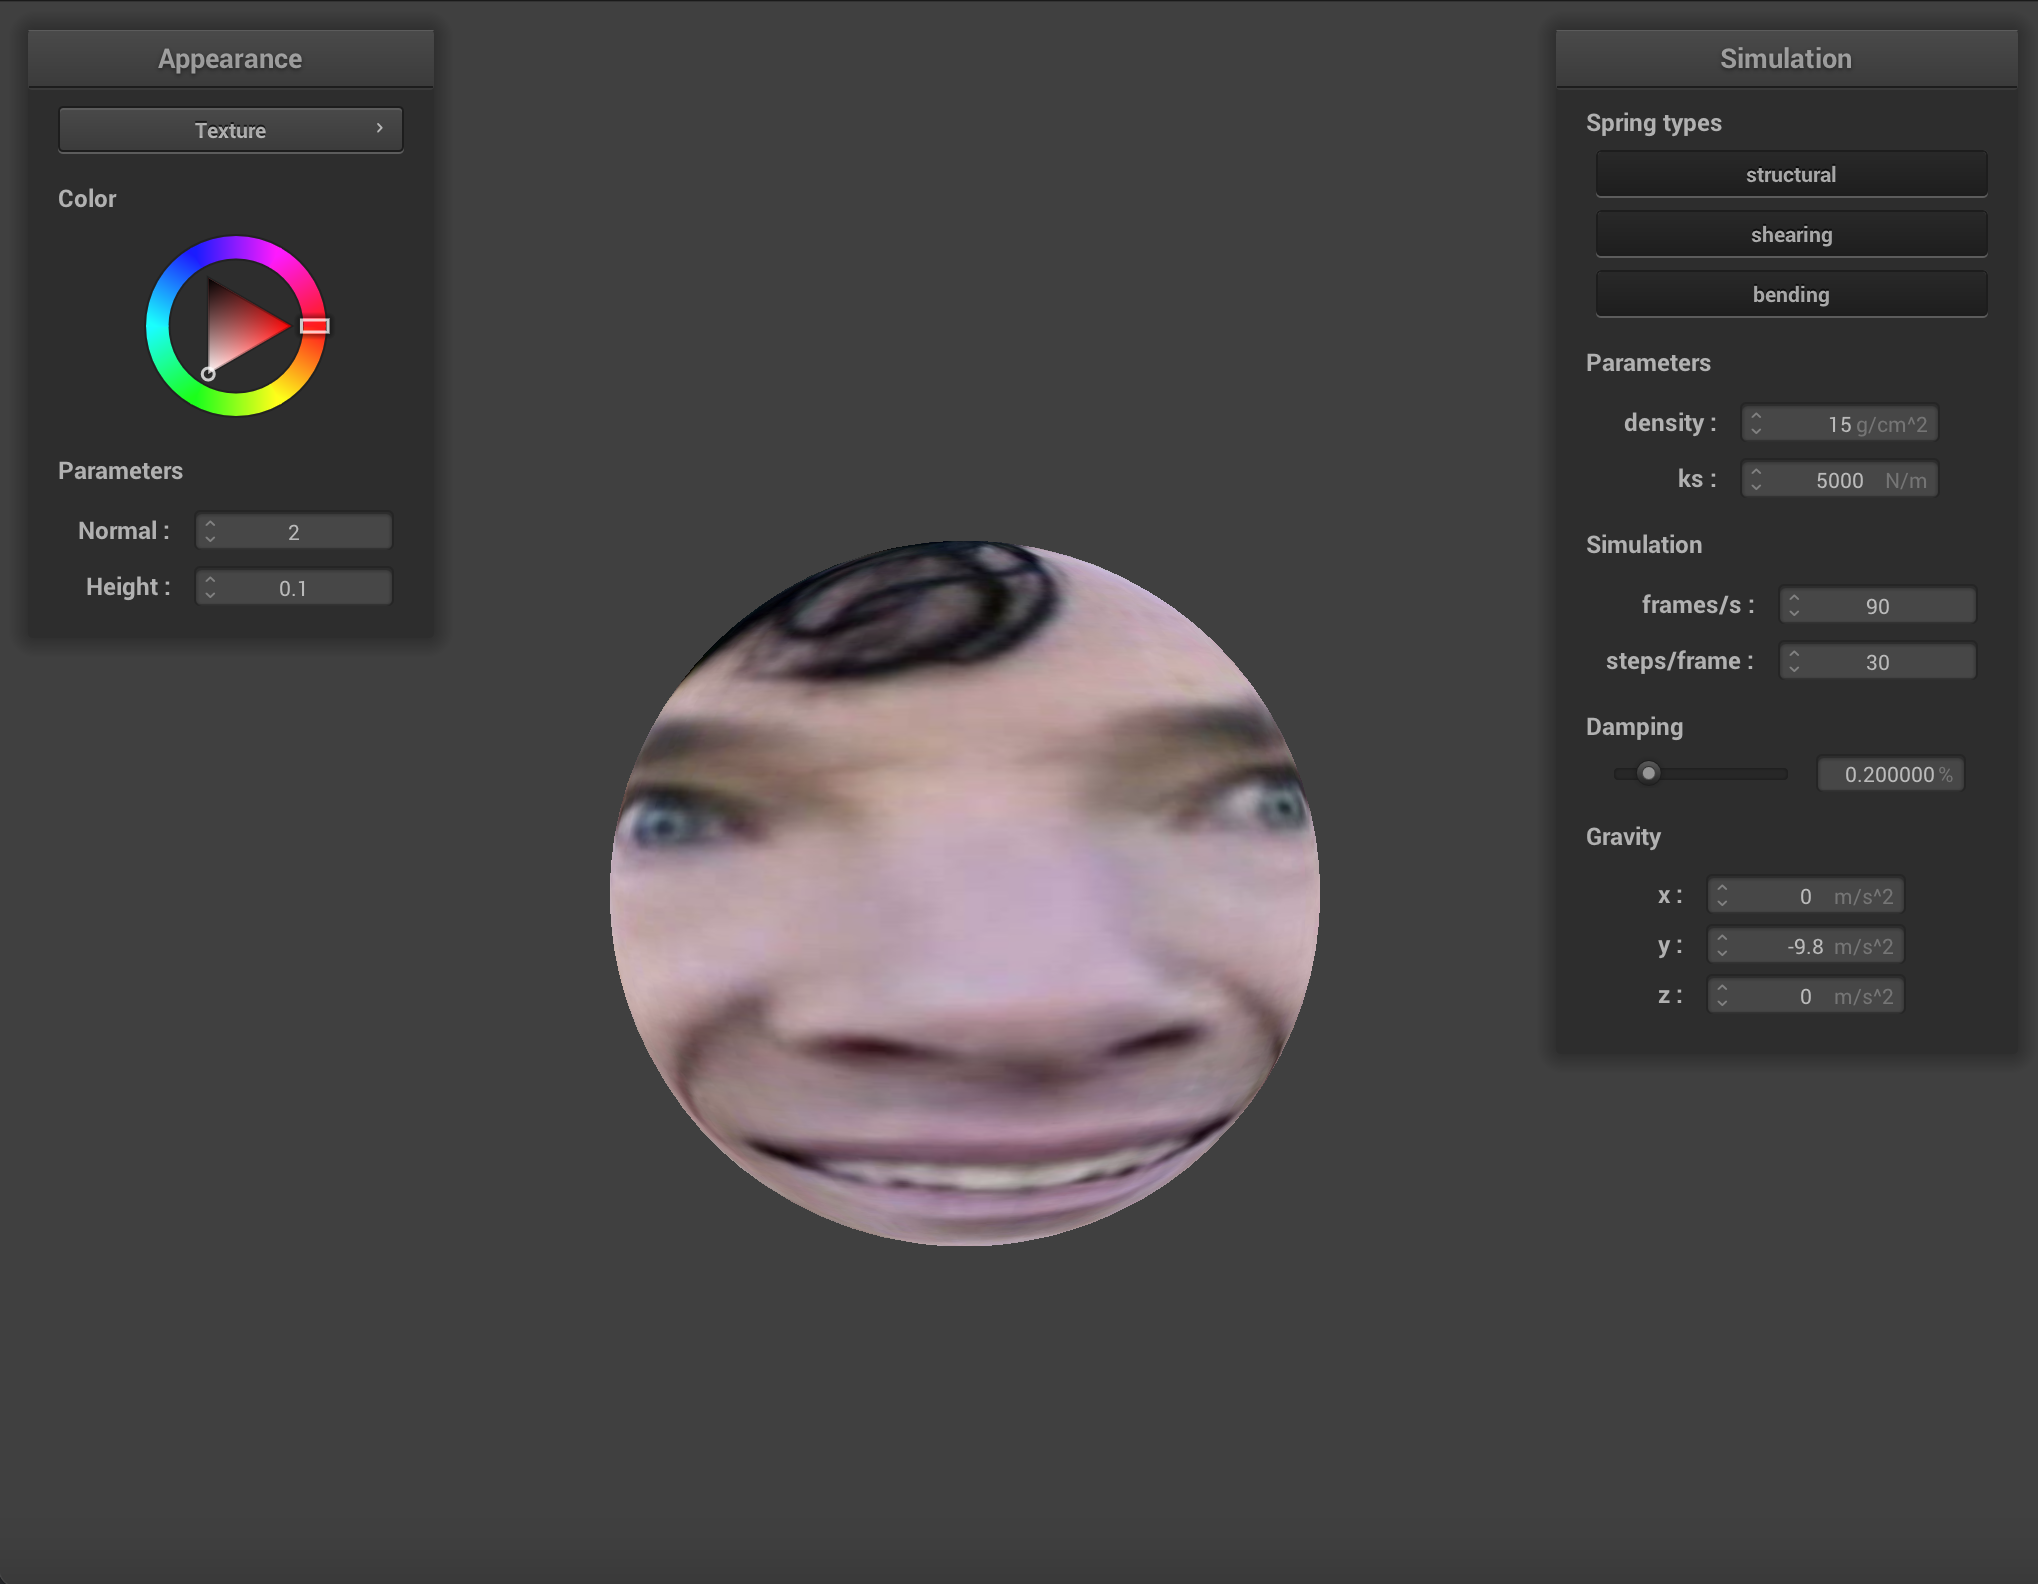 Appearance
Texture
Color
Parameters
Normal : 2
Height : 0.1
Simulation
Spring types
structural
shearing
bending
Parameters
density : 15 g/cm^2
ks : 5000 N/m
Simulation
frames/s : 90
steps/frame : 30
Damping
0.200000 %
Gravity
x : 0 m/s^2
y : -9.8 m/s^2
z : 0 m/s^2